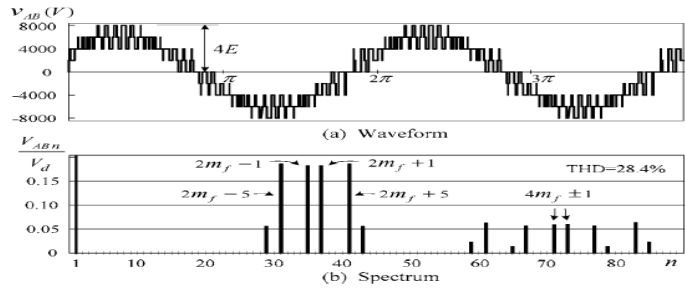 v_AB (V)
8000
4000
0
-4000
-8000
4E
π
2π
3π
(a) Waveform
V_ABn
V_d
0.15
0.10
0.05
0
2m_f − 1
2m_f + 1
THD=28.4%
2m_f − 5
2m_f + 5
4m_f ± 1
1 10 20 30 40 50 60 70 80 n
(b) Spectrum